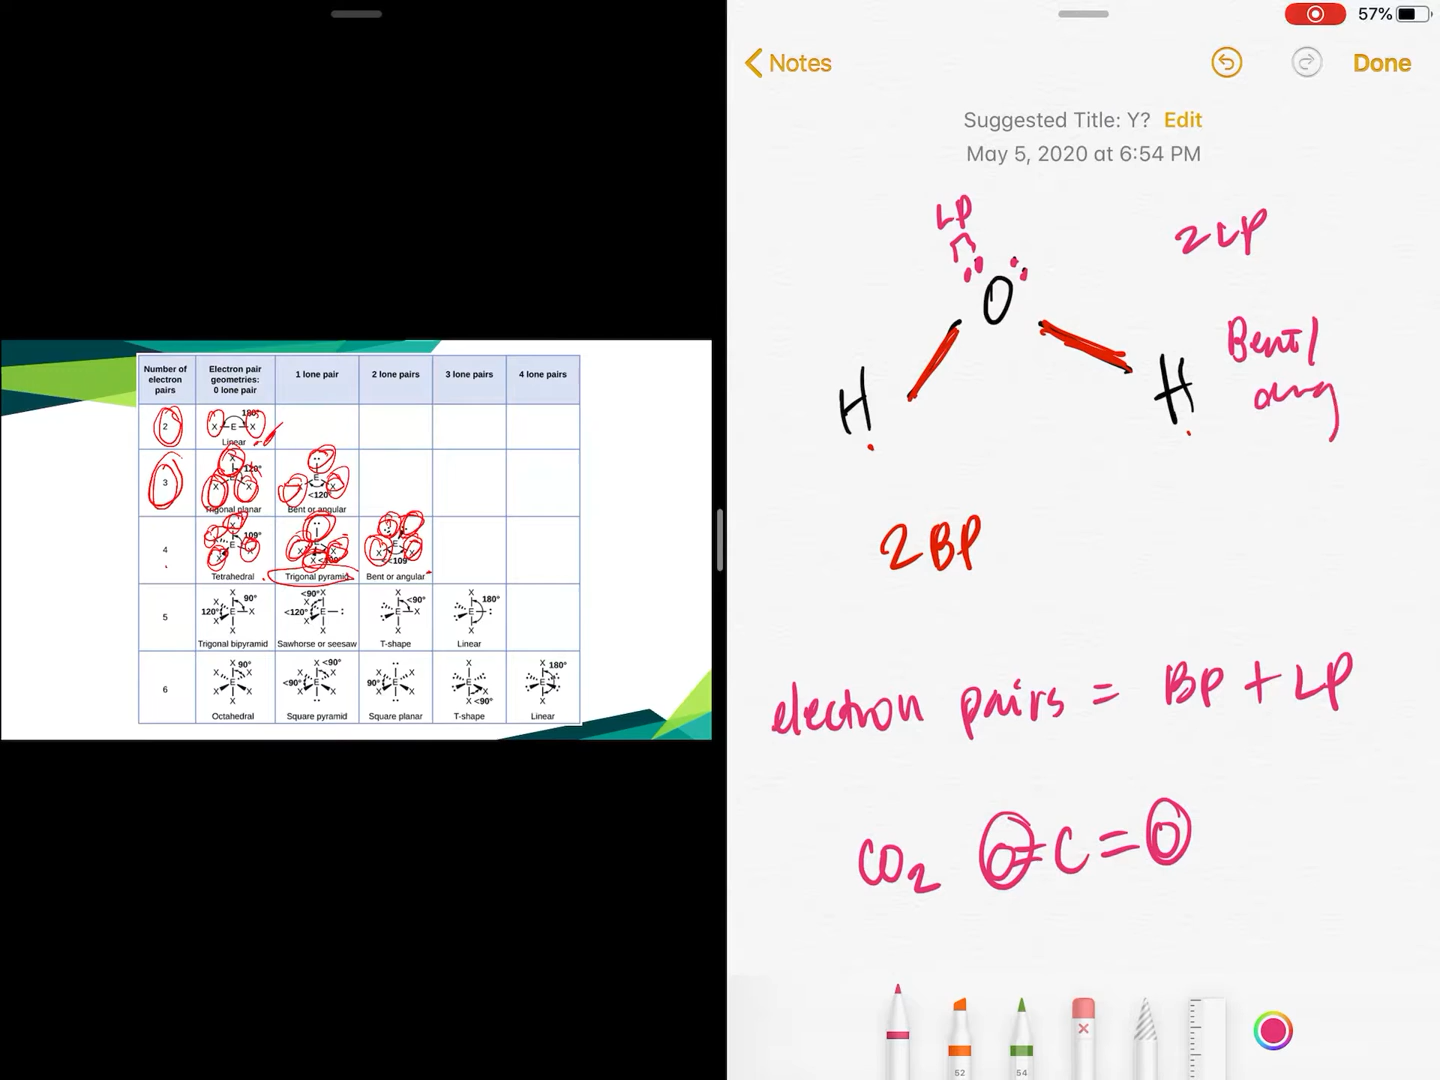 57%
Notes
Done
Suggested Title: Y? Edit
May 5, 2020 at 6:54 PM
LP
2 LP
O
H
H
Bent/
ang
2BP
electron pairs = BP + LP
CO2 O=C=O
52
54
Number of electron pairs
Electron pair geometries: 0 lone pair
1 lone pair
2 lone pairs
3 lone pairs
4 lone pairs
2
180°
X E X
Linear
3
X
120°
X X
Trigonal planar
E
<120
Bent or angular
4
109°
Tetrahedral
Trigonal pyramid
<109
Bent or angular
5
90°
120°
X E X
Trigonal bipyramid
<90°
<120°
Sawhorse or seesaw
<90°
T-shape
180°
Linear
6
90°
Octahedral
<90°
<90°
Square pyramid
90°
Square planar
<90°
T-shape
180°
Linear